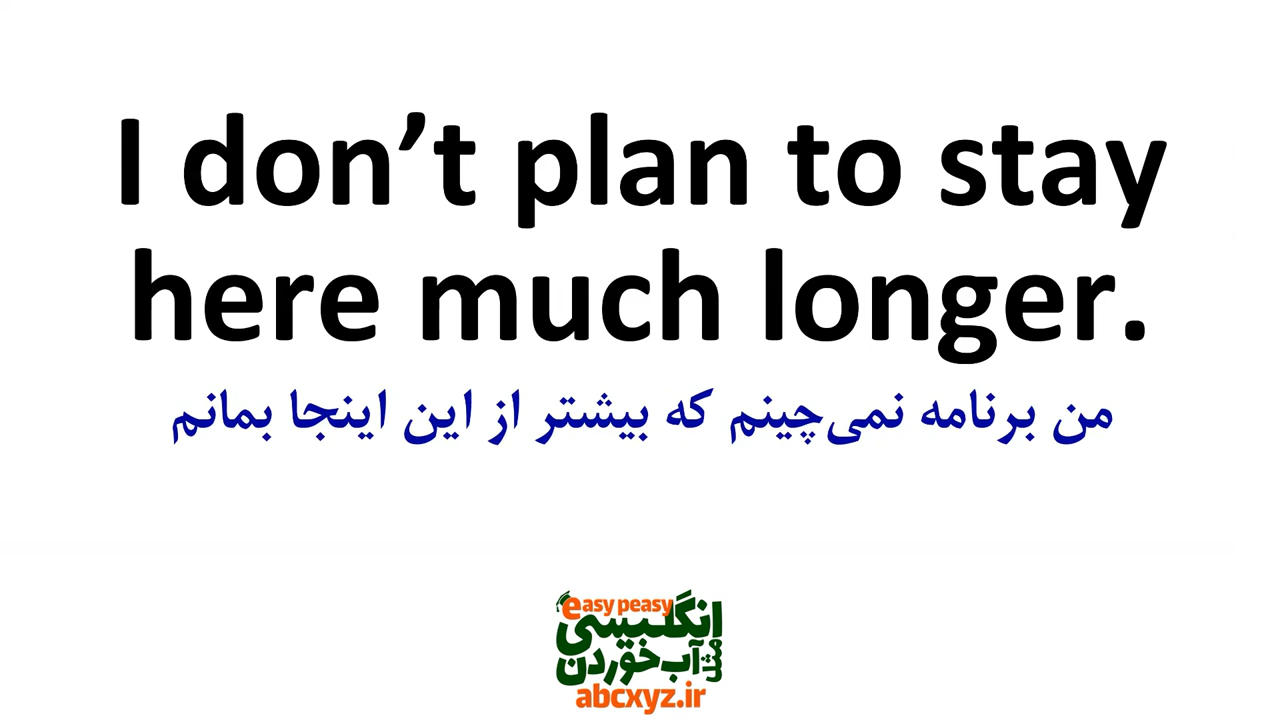 I don’t plan to stay
here much longer.
من برنامه نمی‌چینم که بیشتر از این اینجا بمانم
easy peasy
انگلیسی
مثل آب خوردن
abcxyz.ir